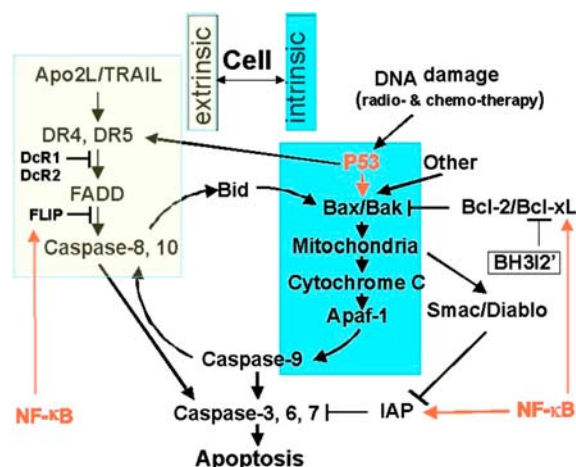 extrinsic
Cell
intrinsic
Apo2L/TRAIL
DNA damage
(radio- & chemo-therapy)
DR4, DR5
DcR1
DcR2
P53
Other
FADD
FLIP
Bid
Bax/Bak
Bcl-2/Bcl-xL
Caspase-8, 10
Mitochondria
BH3I2'
Cytochrome C
Apaf-1
Smac/Diablo
Caspase-9
NF-κB
Caspase-3, 6, 7
IAP
NF-κB
Apoptosis